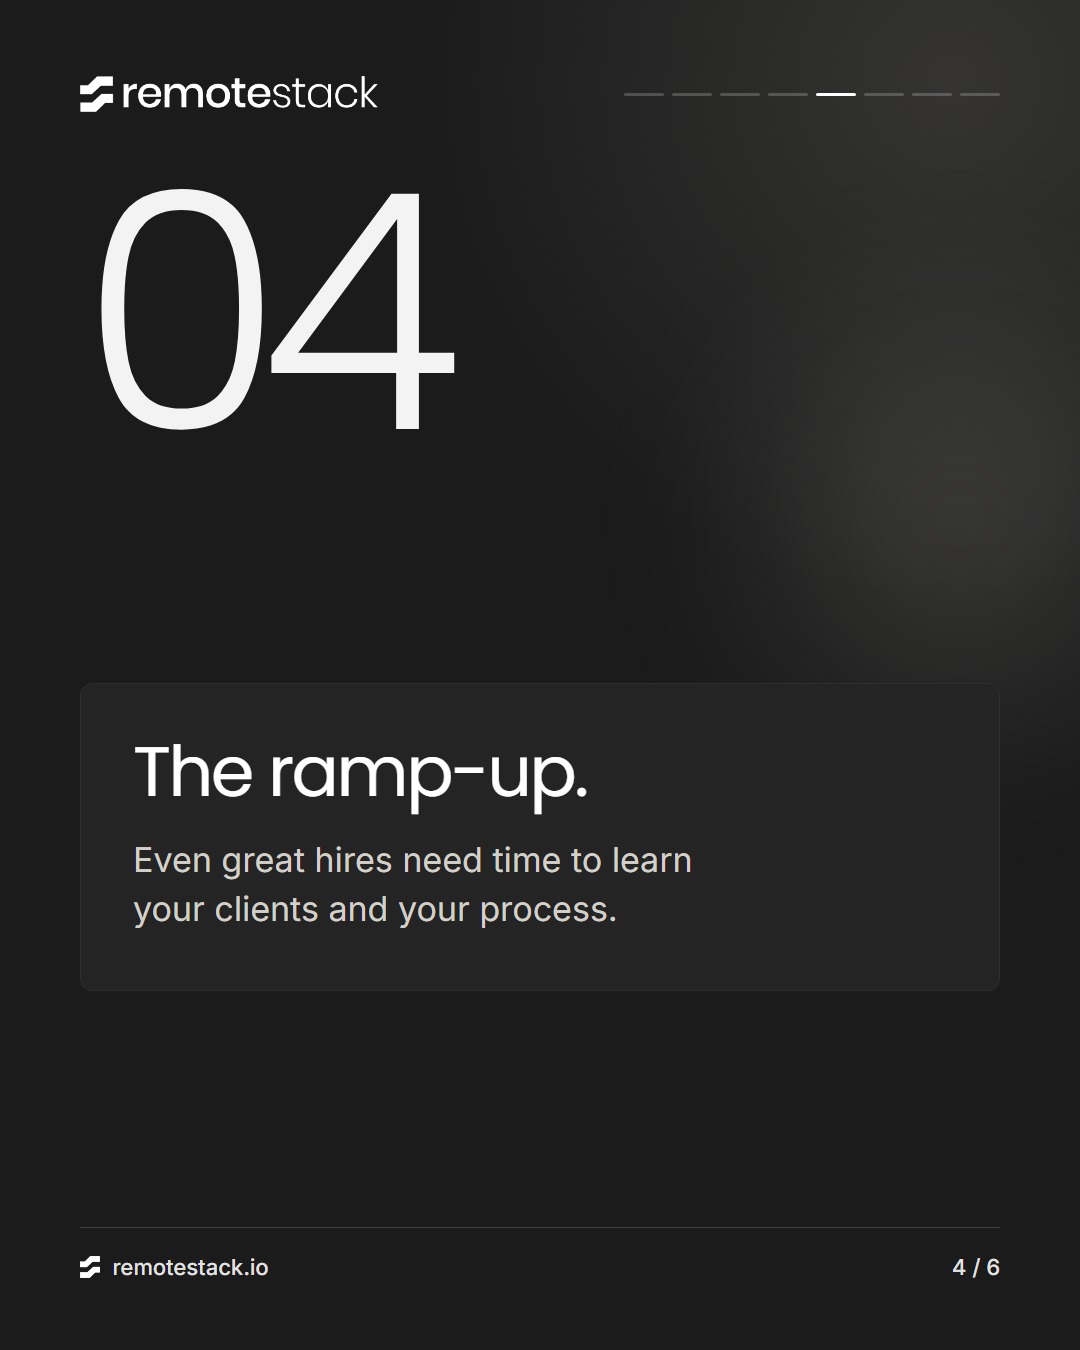 remotestack
04
The ramp-up.
Even great hires need time to learn
your clients and your process.
remotestack.io
4 / 6